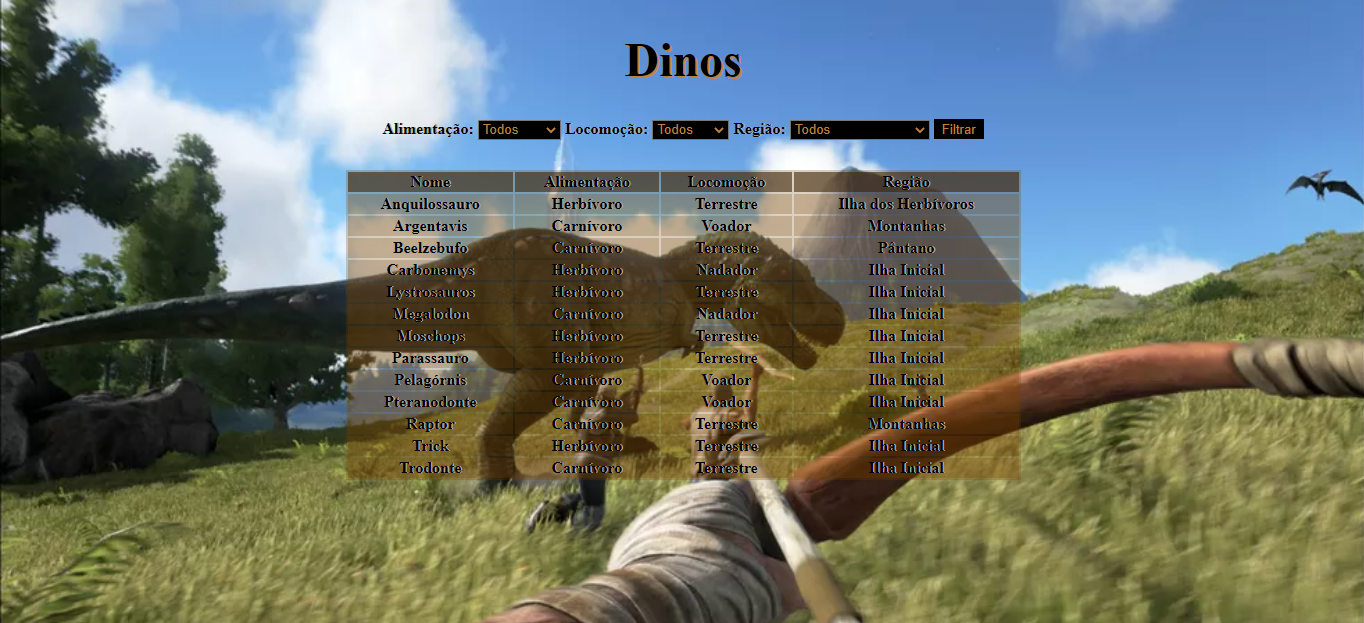 Dinos
Alimentação: Todos Locomoção: Todos Região: Todos Filtrar
Nome Alimentação Locomoção Região
Anquilossauro Herbívoro Terrestre Ilha dos Herbívoros
Argentavis Carnívoro Voador Montanhas
Beelzebufo Carnívoro Terrestre Pântano
Carbonemys Herbívoro Nadador Ilha Inicial
Lystrosauros Herbívoro Terrestre Ilha Inicial
Megalodon Carnívoro Nadador Ilha Inicial
Moschops Herbívoro Terrestre Ilha Inicial
Parassauro Herbívoro Terrestre Ilha Inicial
Pelagórnis Carnívoro Voador Ilha Inicial
Pteranodonte Carnívoro Voador Ilha Inicial
Raptor Carnívoro Terrestre Montanhas
Trick Herbívoro Terrestre Ilha Inicial
Trodonte Carnívoro Terrestre Ilha Inicial